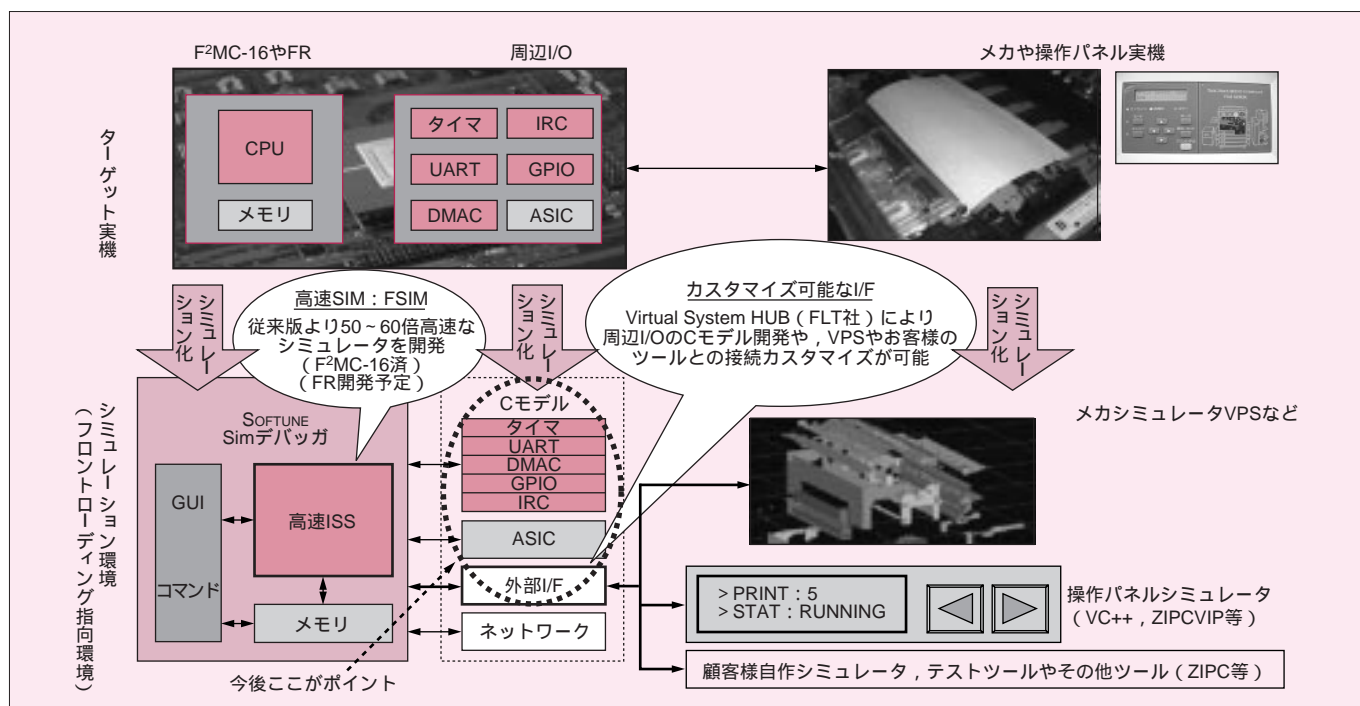 F²MC-16やFR
周辺I/O
メカや操作パネル実機
ターゲット実機
CPU
メモリ
タイマ
IRC
UART
GPIO
DMAC
ASIC
シミュレーション化
高速SIM：FSIM
従来版より50～60倍高速な
シミュレータを開発
（F²MC-16済）
（FR開発予定）
シミュレーション化
カスタマイズ可能なI/F
Virtual System HUB（FLT社）により
周辺I/OのCモデル開発や，VPSやお客様の
ツールとの接続カスタマイズが可能
シミュレーション化
シミュレーション環境
（フロントローディング指向環境）
SOFTUNE
Simデバッガ
GUI
コマンド
高速ISS
メモリ
Cモデル
タイマ
UART
DMAC
GPIO
IRC
ASIC
外部I/F
ネットワーク
今後ここがポイント
メカシミュレータVPSなど
＞PRINT：5
＞STAT：RUNNING
操作パネルシミュレータ
（VC++，ZIPCVIP等）
顧客様自作シミュレータ，テストツールやその他ツール（ZIPC等）